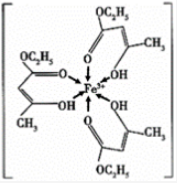 OC₂H₅
OC₂H₅ O CH₃
O OH
Fe³⁺
OH OH
CH₃ O CH₃
OC₂H₅